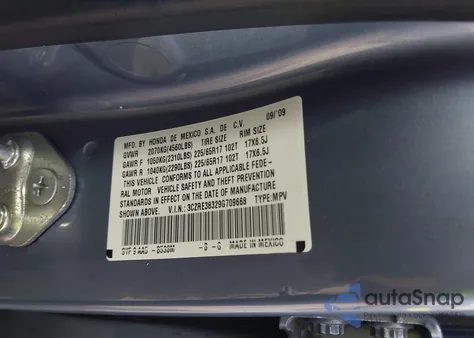 MFD. BY HONDA DE MEXICO S.A. DE C.V. 09/'09
GVWR 2070KG(4560LBS) TIRE SIZE RIM SIZE
GAWR F 1050KG(2310LBS) 225/65R17 102T 17X6.5J
GAWR R 1040KG(2290LBS) 225/65R17 102T 17X6.5J
THIS VEHICLE CONFORMS TO ALL APPLICABLE FEDE-
RAL MOTOR VEHICLE SAFETY AND THEFT PREVENTION
STANDARDS IN EFFECT ON THE DATE OF MANUFACTURE
SHOWN ABOVE. V.I.N.: 3CZRE38329G709668 TYPE: MPV
-B -G MADE IN MEXICO
autoSnap